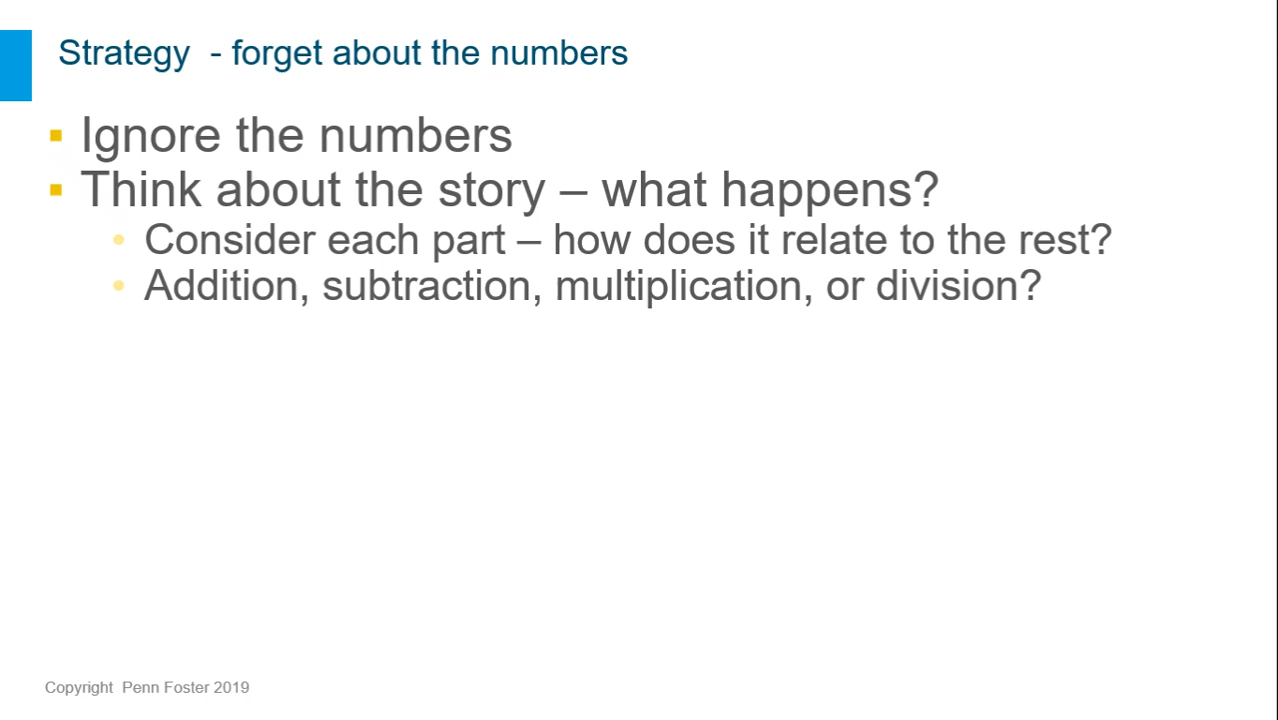 Strategy  - forget about the numbers
▪ Ignore the numbers
▪ Think about the story – what happens?
• Consider each part – how does it relate to the rest?
• Addition, subtraction, multiplication, or division?
Copyright  Penn Foster 2019